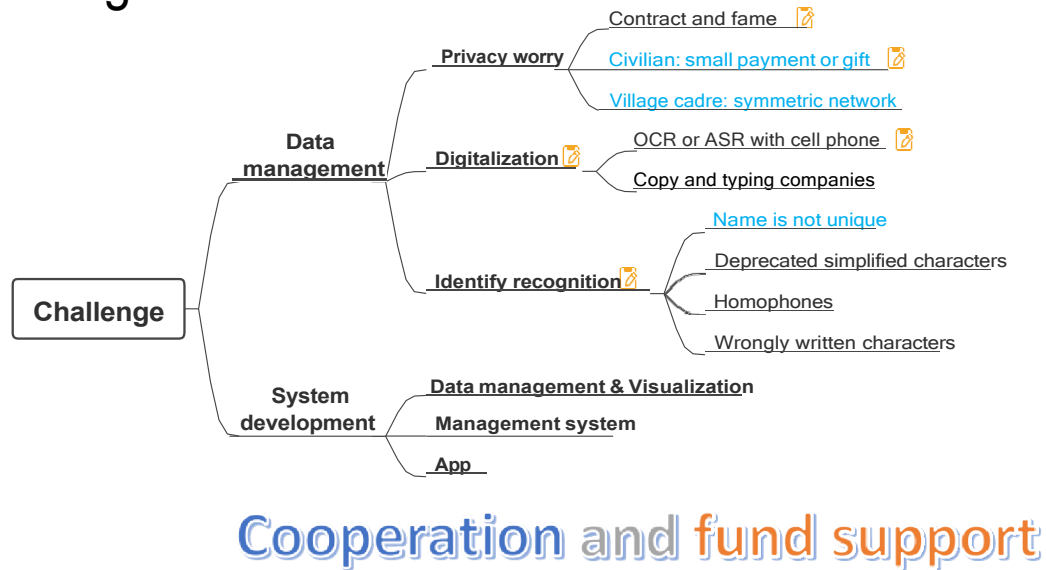 Contract and fame
Privacy worry
Civilian: small payment or gift
Village cadre: symmetric network
Data
management
OCR or ASR with cell phone
Digitalization
Copy and typing companies
Name is not unique
Deprecated simplified characters
Identify recognition
Homophones
Wrongly written characters
Challenge
System
development
Data management & Visualization
Management system
App
Cooperation and fund support